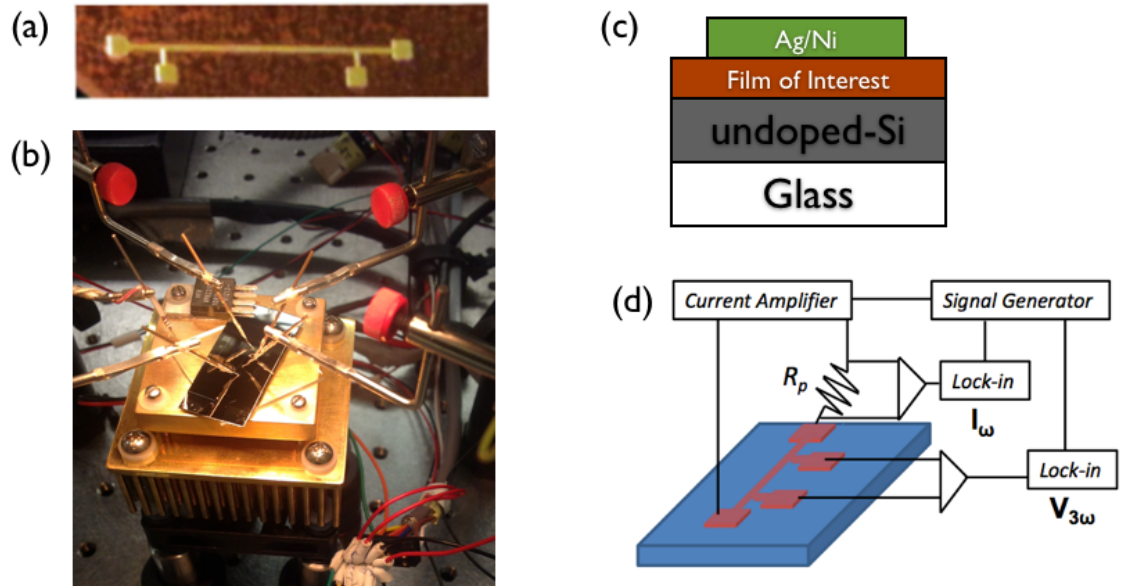 (a)
(b)
(c)
Ag/Ni
Film of Interest
undoped-Si
Glass
(d)
Current Amplifier
Signal Generator
Rp
Lock-in
Iω
Lock-in
V3ω